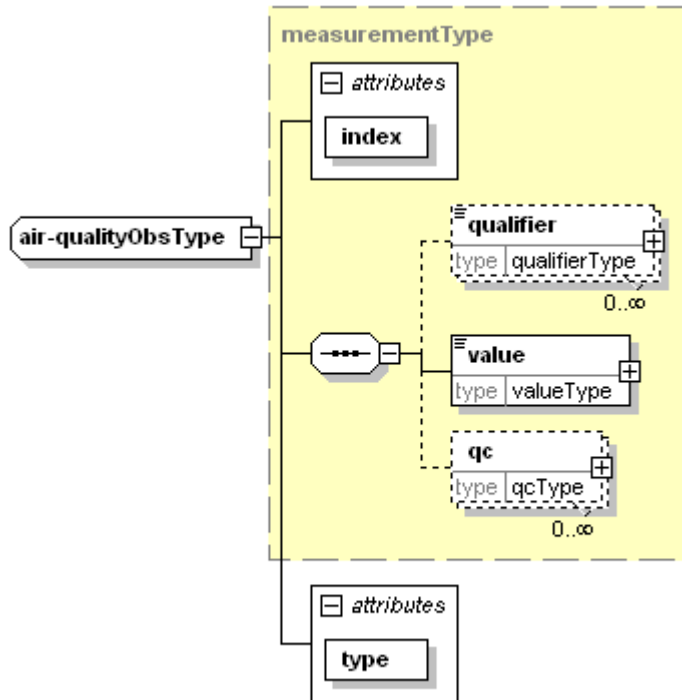 measurementType
attributes
index
air-qualityObsType
qualifier
type qualifierType
0..∞
value
type valueType
qc
type qcType
0..∞
attributes
type